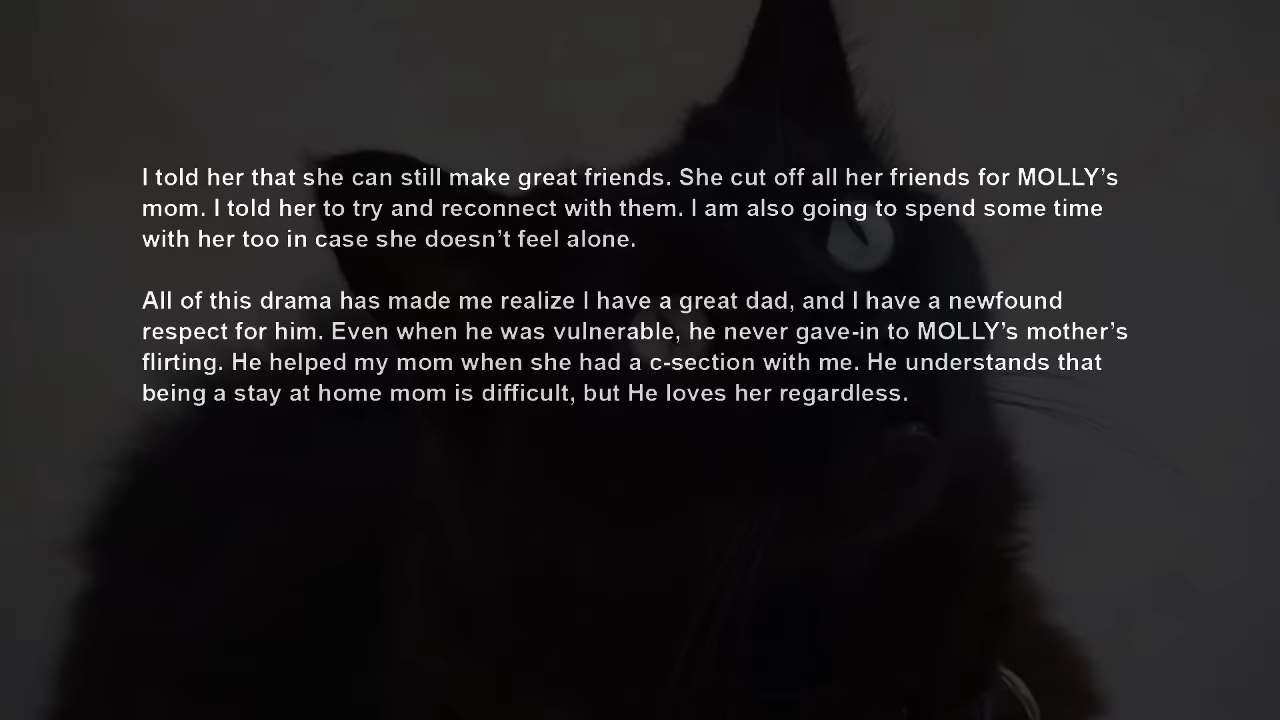 I told her that she can still make great friends. She cut off all her friends for MOLLY’s
mom. I told her to try and reconnect with them. I am also going to spend some time
with her too in case she doesn’t feel alone.
All of this drama has made me realize I have a great dad, and I have a newfound
respect for him. Even when he was vulnerable, he never gave-in to MOLLY’s mother’s
flirting. He helped my mom when she had a c-section with me. He understands that
being a stay at home mom is difficult, but He loves her regardless.